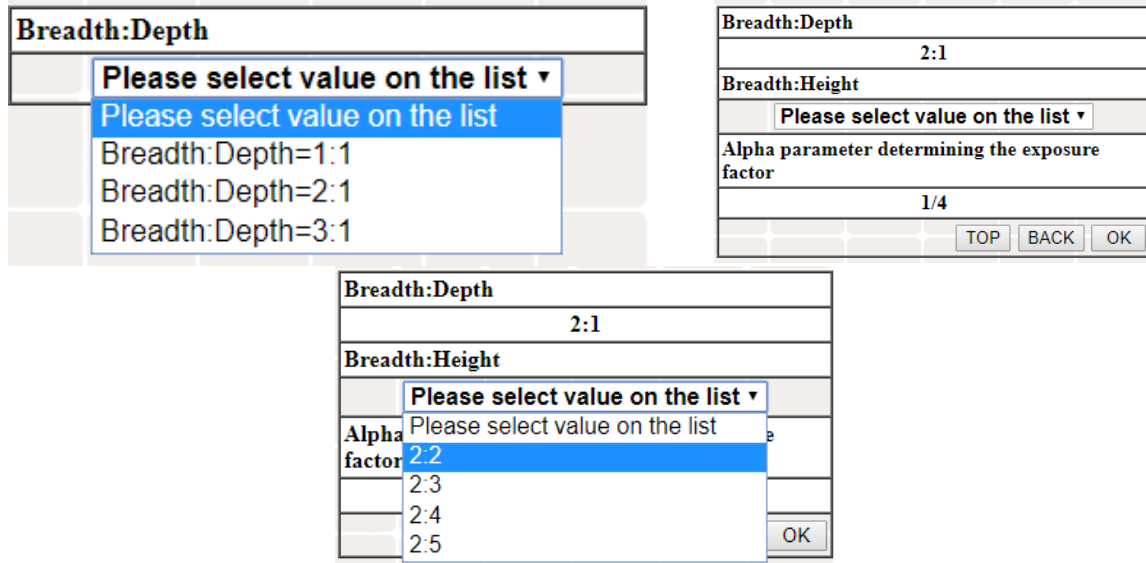 Breadth:Depth
Please select value on the list
Please select value on the list
Breadth:Depth=1:1
Breadth:Depth=2:1
Breadth:Depth=3:1
Breadth:Depth
2:1
Breadth:Height
Please select value on the list
Alpha parameter determining the exposure
factor
1/4
TOP BACK OK
Breadth:Depth
2:1
Breadth:Height
Please select value on the list
Please select value on the list
Alpha
factor
2:2
2:3
2:4
2:5
OK